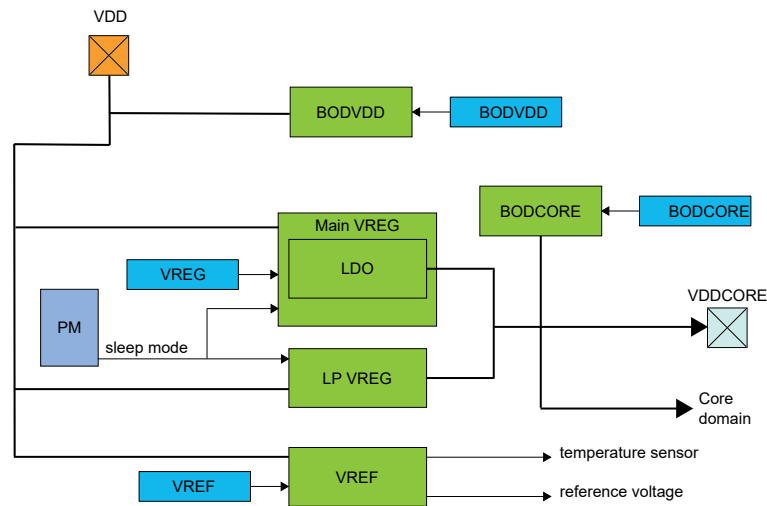 VDD
BODVDD
BODVDD
BODCORE
BODCORE
Main VREG
LDO
VREG
VDDCORE
PM
sleep mode
LP VREG
Core
domain
temperature sensor
VREF
VREF
reference voltage